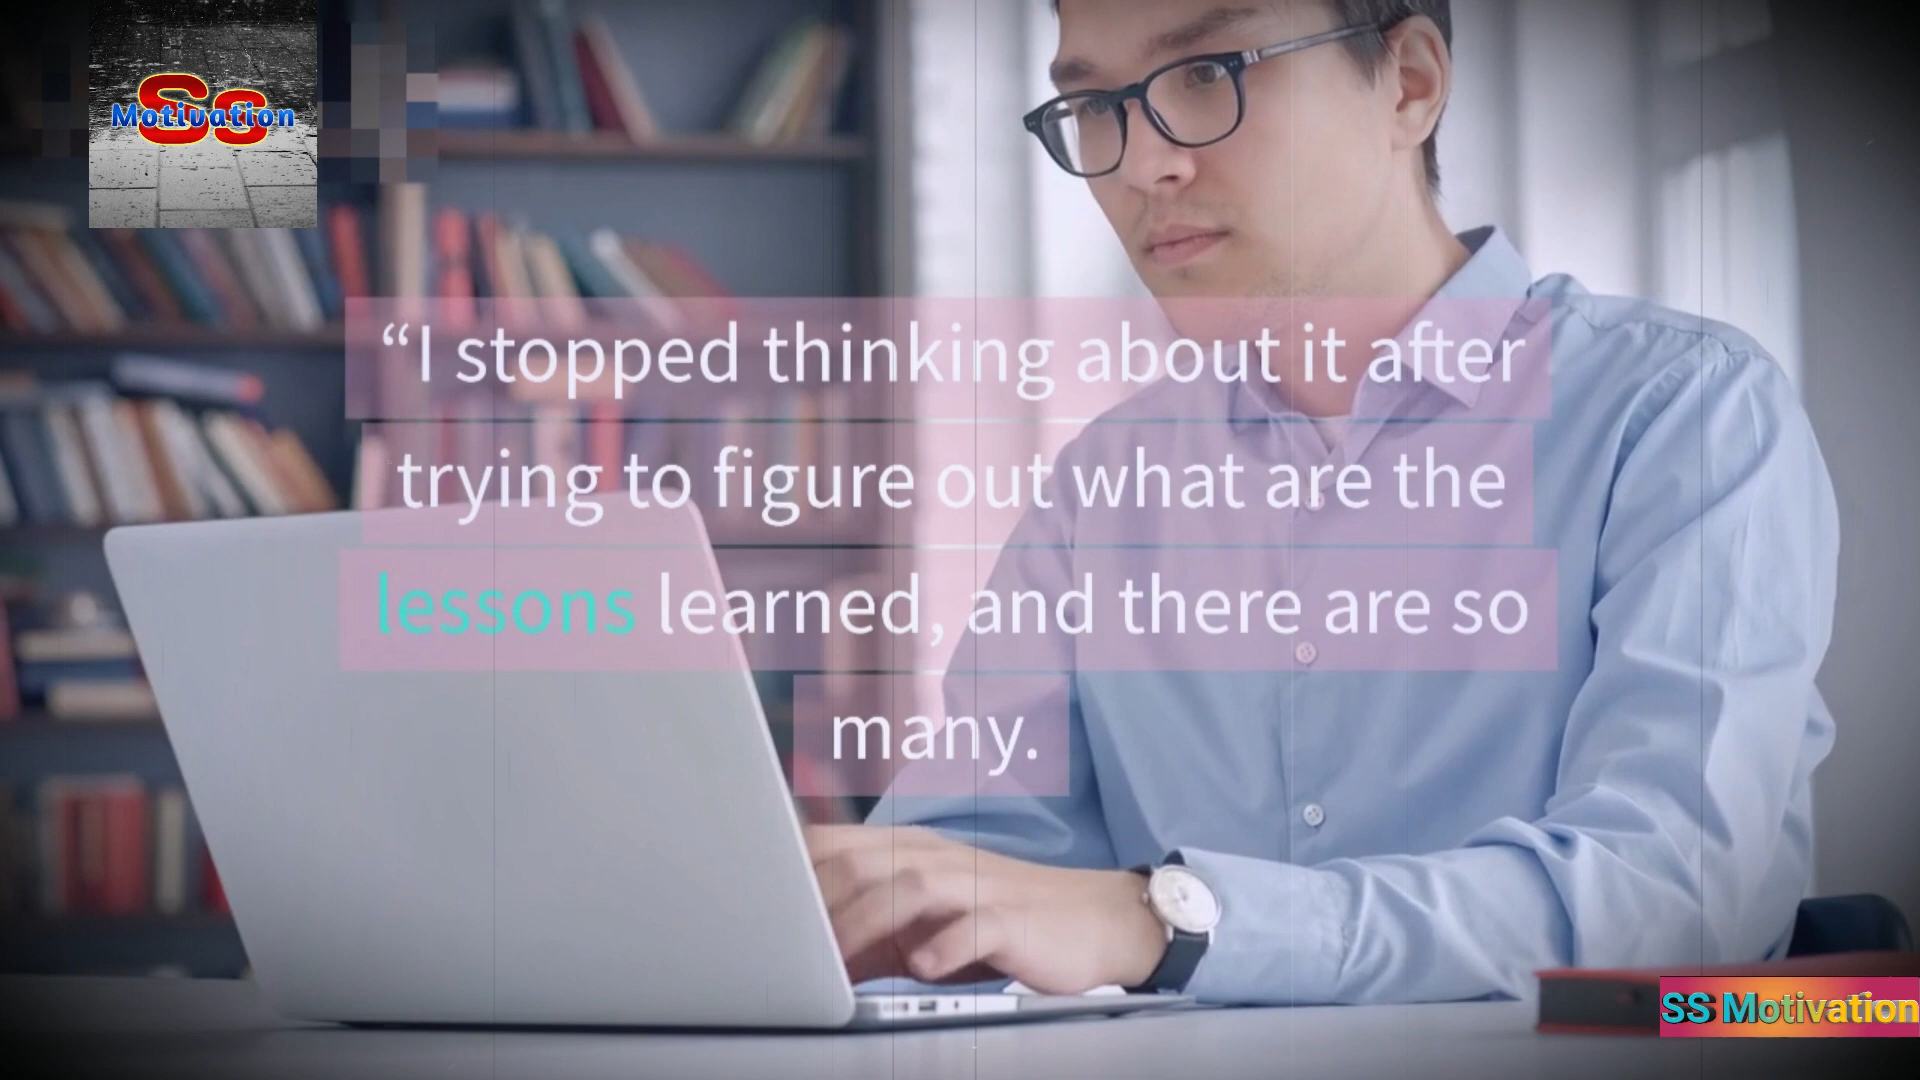 Ss
Motivation
“I stopped thinking about it after
trying to figure out what are the
lessons learned, and there are so
many.
SS Motivation